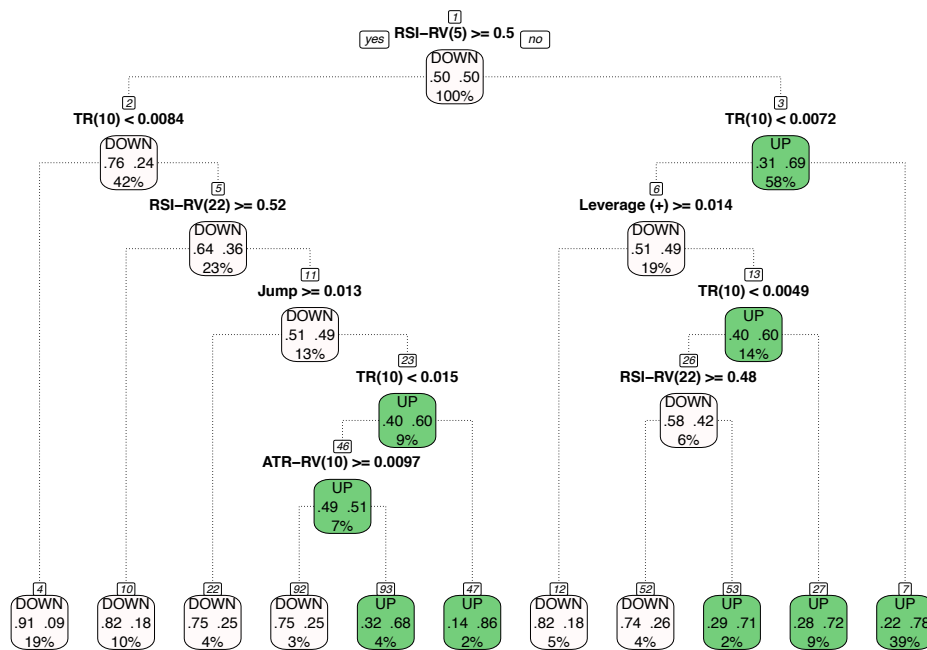 1
RSI−RV(5) >= 0.5
yes
no
DOWN
.50 .50
100%
2
TR(10) < 0.0084
DOWN
.76 .24
42%
3
TR(10) < 0.0072
UP
.31 .69
58%
5
RSI−RV(22) >= 0.52
DOWN
.64 .36
23%
6
Leverage (+) >= 0.014
DOWN
.51 .49
19%
11
Jump >= 0.013
DOWN
.51 .49
13%
13
TR(10) < 0.0049
UP
.40 .60
14%
23
TR(10) < 0.015
UP
.40 .60
9%
26
RSI−RV(22) >= 0.48
DOWN
.58 .42
6%
46
ATR−RV(10) >= 0.0097
UP
.49 .51
7%
4
DOWN
.91 .09
19%
10
DOWN
.82 .18
10%
22
DOWN
.75 .25
4%
92
DOWN
.75 .25
3%
93
UP
.32 .68
4%
47
UP
.14 .86
2%
12
DOWN
.82 .18
5%
52
DOWN
.74 .26
4%
53
UP
.29 .71
2%
27
UP
.28 .72
9%
7
UP
.22 .78
39%